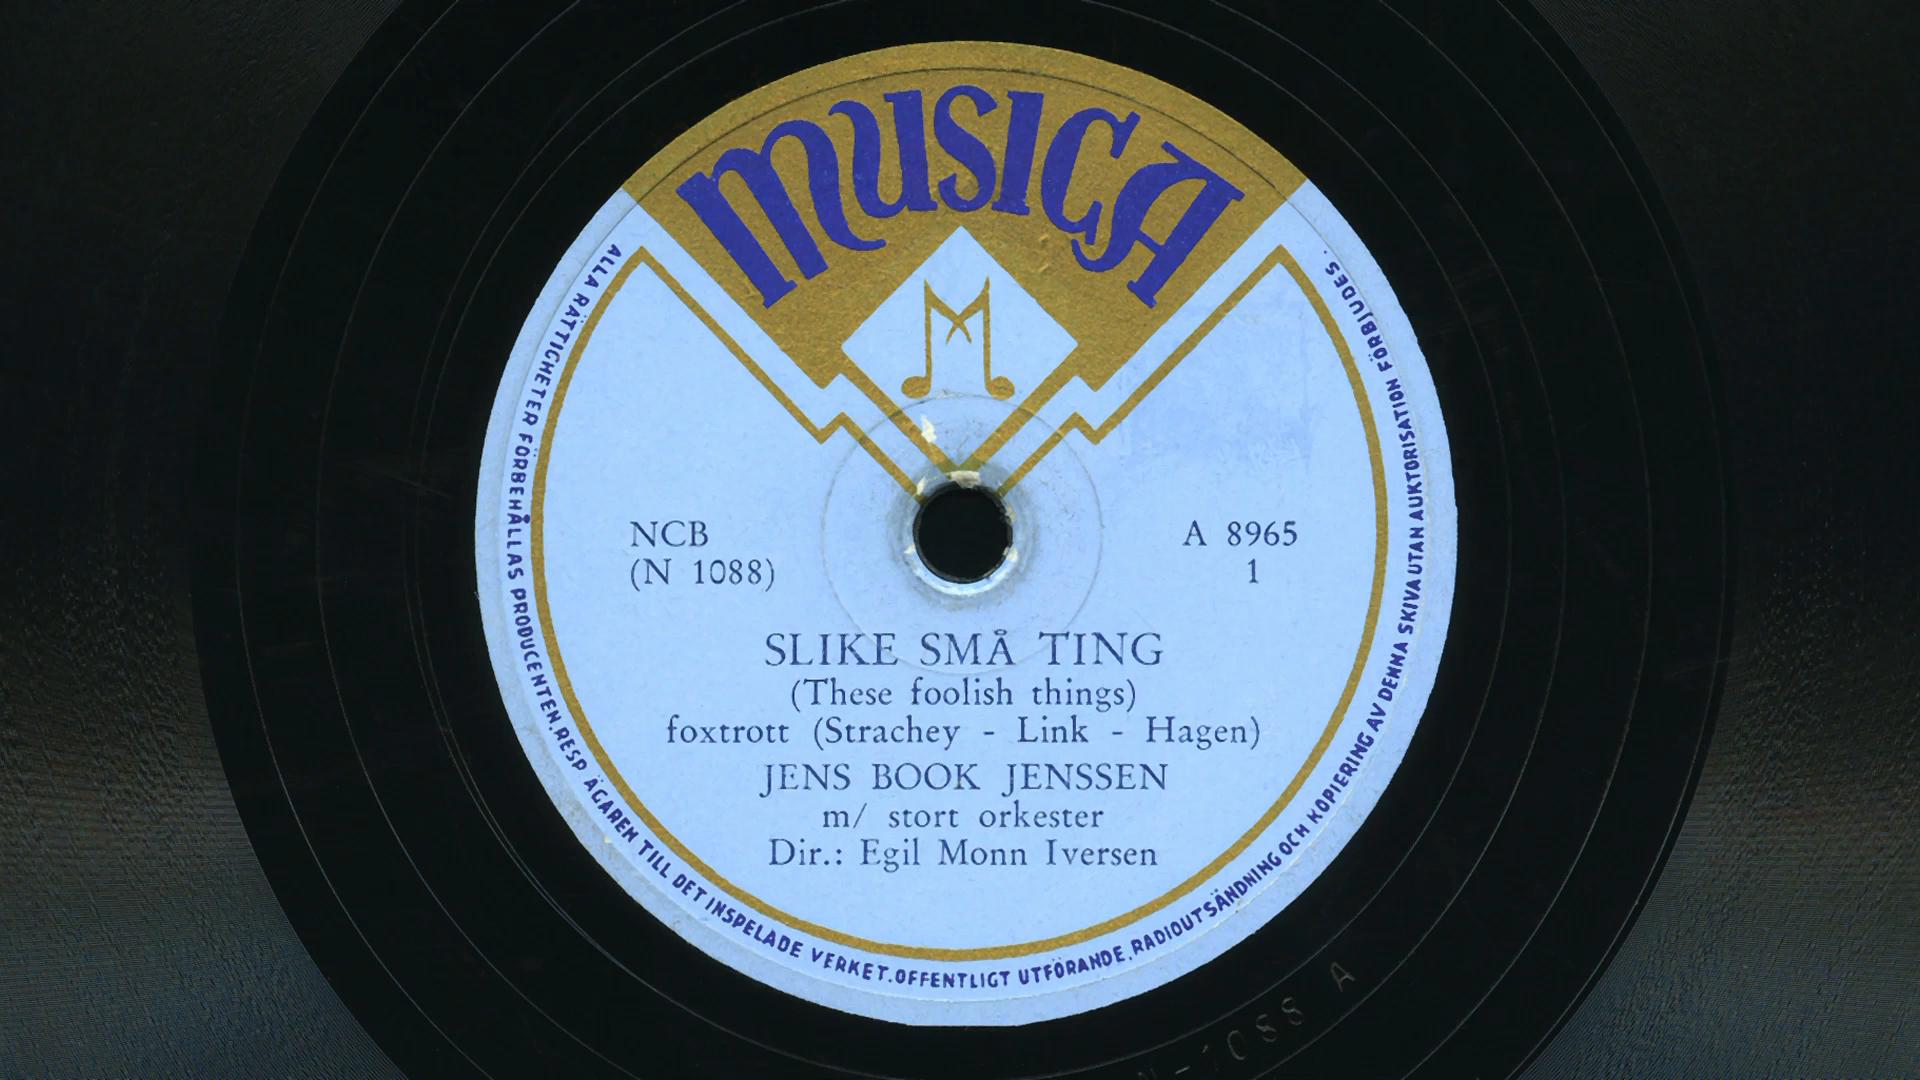 MUSICA
M
NCB
(N 1088)
A 8965
1
SLIKE SMÅ TING
(These foolish things)
foxtrott (Strachey - Link - Hagen)
JENS BOOK JENSSEN
m/ stort orkester
Dir.: Egil Monn Iversen
ALLA RÄTTIGHETER FÖRBEHÅLLAS PRODUCENTEN. RESP ÄGAREN TILL DET INSPELADE VERKET. OFFENTLIGT UTFÖRANDE, RADIOUTSÄNDNING OCH KOPIERING AV DENNA SKIVA UTAN AUKTORISATION FÖRBJUDES.
N-1088 A